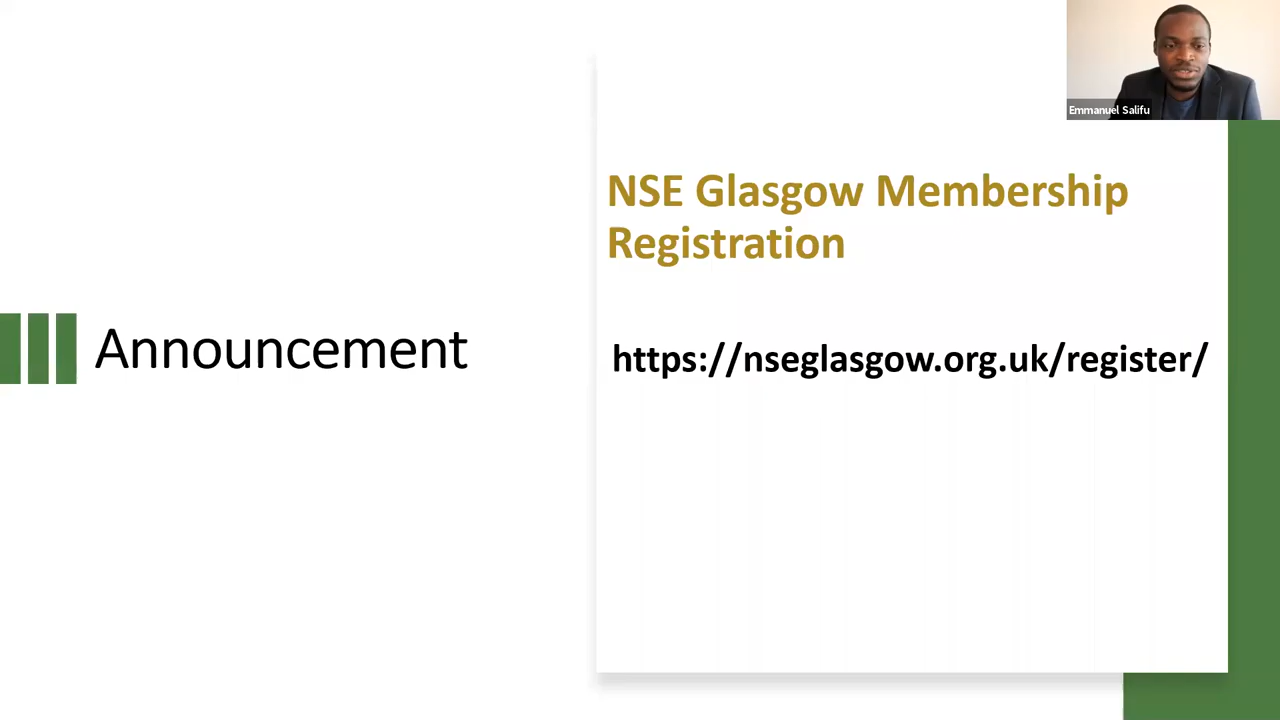 Emmanuel Salifu
NSE Glasgow Membership
Registration
Announcement
https://nseglasgow.org.uk/register/